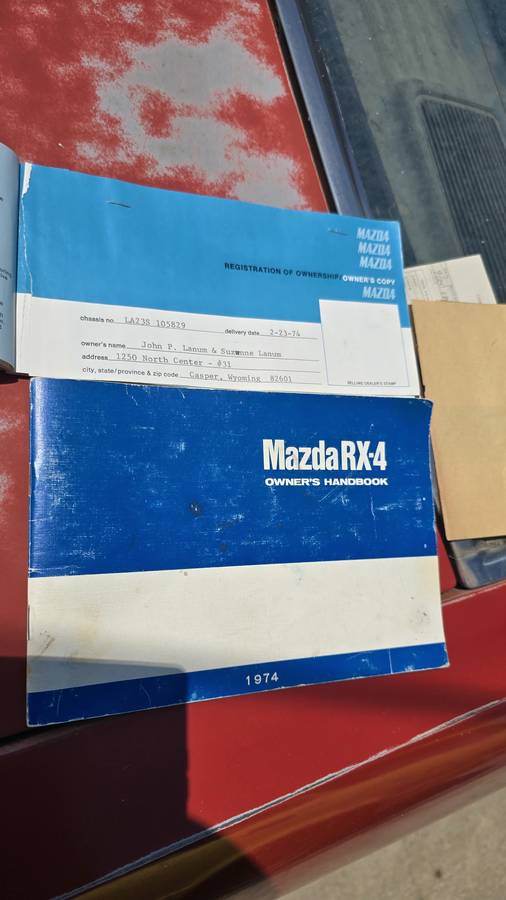 MAZDA
MAZDA
MAZDA
REGISTRATION OF OWNERSHIP/OWNER'S COPY
MAZDA
chassis no. LA23S 105829
delivery date 2-23-74
owner's name John P. Lanum & Suzanne Lanum
address 1250 North Center - #31
city, state/province & zip code Casper, Wyoming 82601
SELLING DEALER'S STAMP
Mazda RX-4
OWNER'S HANDBOOK
1974